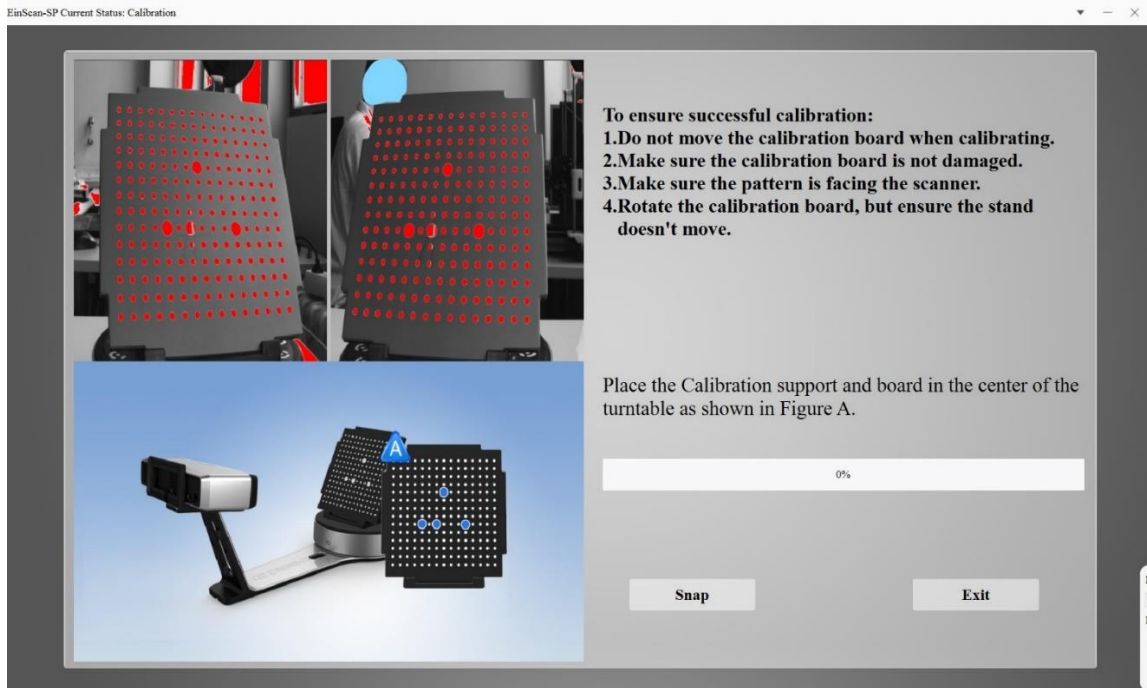 EinScan-SP Current Status: Calibration
To ensure successful calibration:
1.Do not move the calibration board when calibrating.
2.Make sure the calibration board is not damaged.
3.Make sure the pattern is facing the scanner.
4.Rotate the calibration board, but ensure the stand
doesn't move.
Place the Calibration support and board in the center of the
turntable as shown in Figure A.
0%
A
Snap
Exit